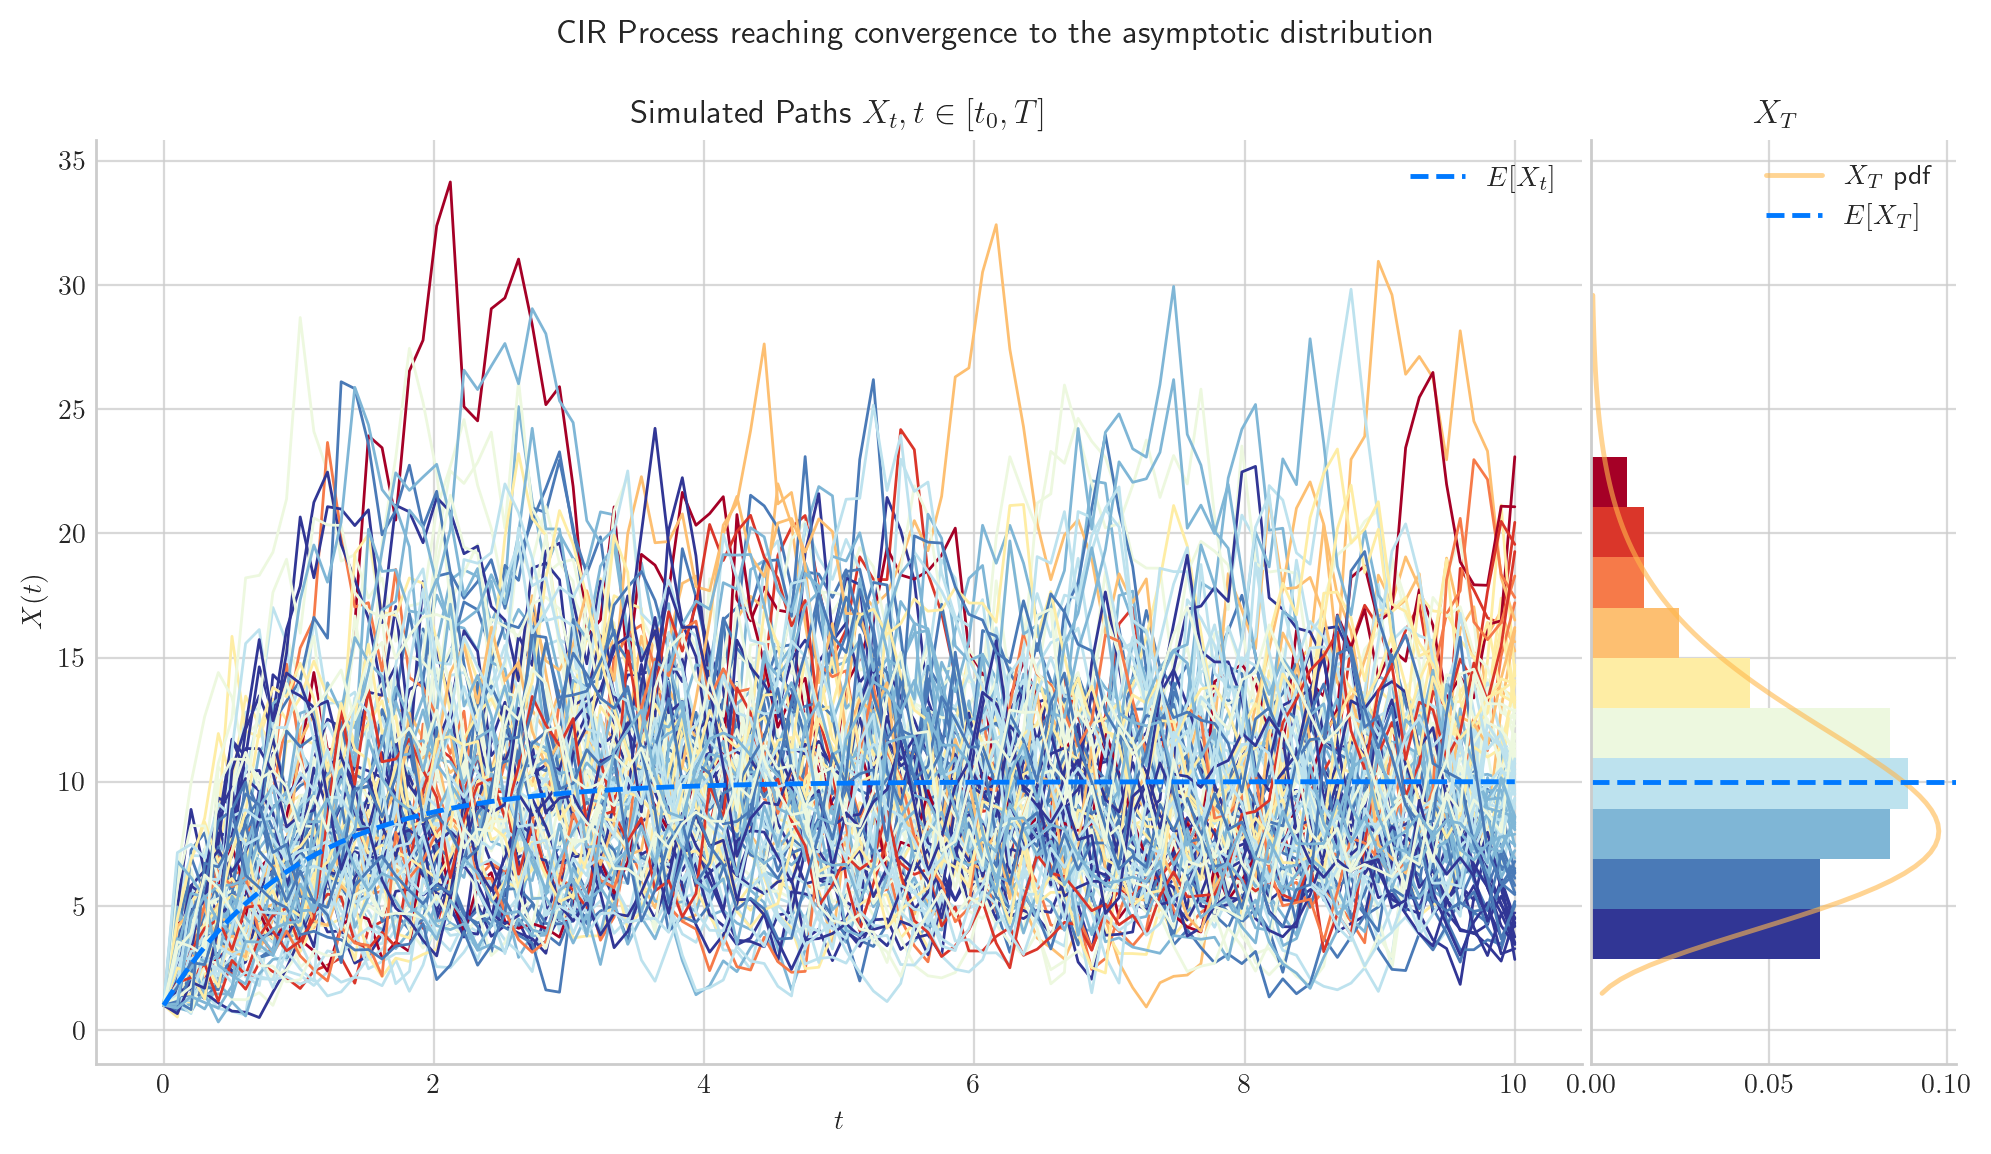 CIR Process reaching convergence to the asymptotic distribution
Simulated Paths $X_t, t \in [t_0, T]$
$X_T$
35
30
25
20
15
10
5
0
$X(t)$
$E[X_t]$
$X_T$ pdf
$E[X_T]$
0 2 4 6 8 10
0.00 0.05 0.10
$t$